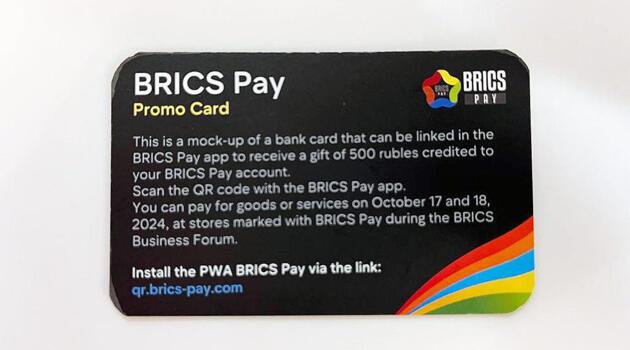 BRICS Pay
Promo Card
BRICS
PAY
BRICS
PAY
This is a mock-up of a bank card that can be linked in the
BRICS Pay app to receive a gift of 500 rubles credited to
your BRICS Pay account.
Scan the QR code with the BRICS Pay app.
You can pay for goods or services on October 17 and 18,
2024, at stores marked with BRICS Pay during the BRICS
Business Forum.
Install the PWA BRICS Pay via the link:
qr.brics-pay.com